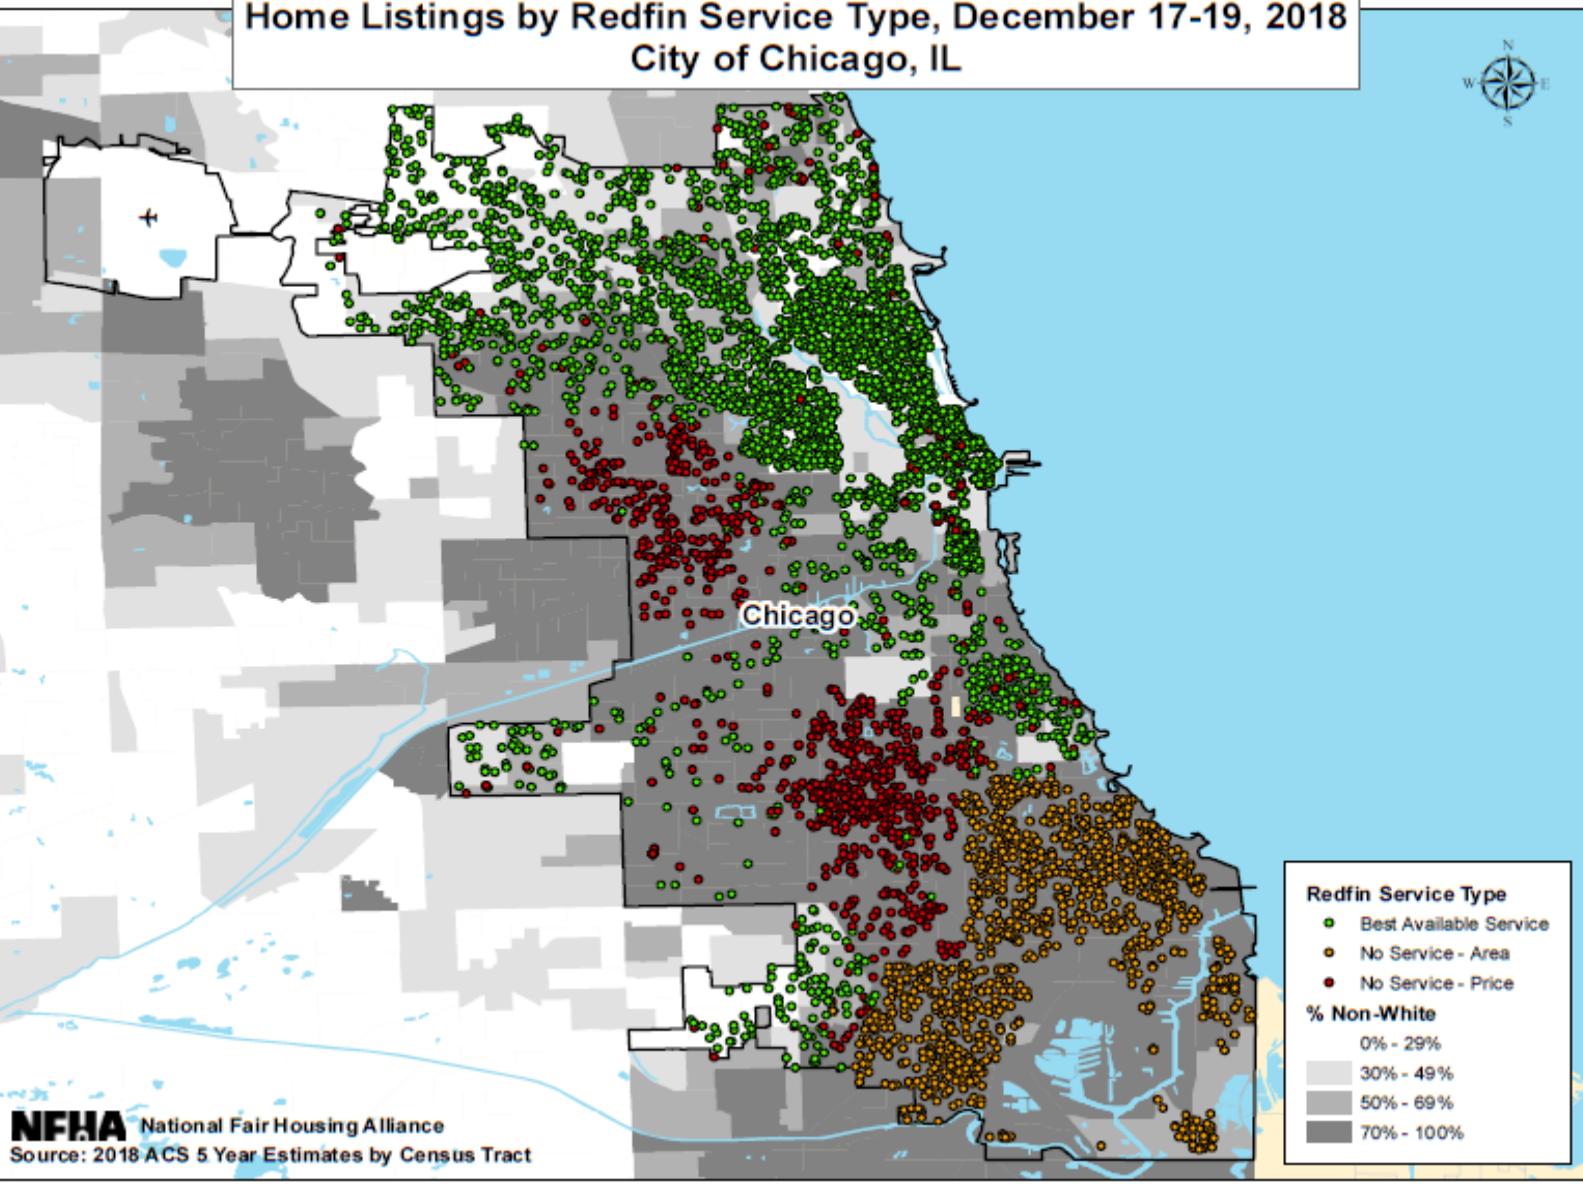 Home Listings by Redfin Service Type, December 17-19, 2018
City of Chicago, IL
N
W E
S
Chicago
Redfin Service Type
Best Available Service
No Service - Area
No Service - Price
% Non-White
0% - 29%
30% - 49%
50% - 69%
70% - 100%
NFHA National Fair Housing Alliance
Source: 2018 ACS 5 Year Estimates by Census Tract